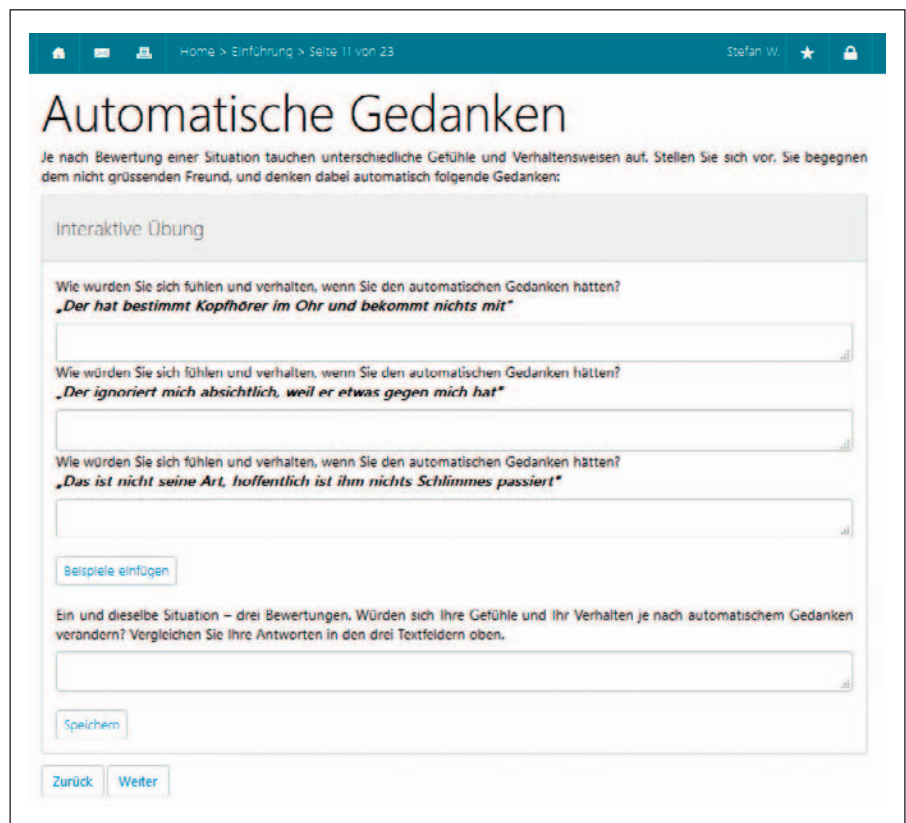 Home > Einführung > Seite 11 von 23 Stefan W.
Automatische Gedanken
Je nach Bewertung einer Situation tauchen unterschiedliche Gefühle und Verhaltensweisen auf. Stellen Sie sich vor, Sie begegnen
dem nicht grüssenden Freund, und denken dabei automatisch folgende Gedanken:
Interaktive Übung
Wie würden Sie sich fühlen und verhalten, wenn Sie den automatischen Gedanken hätten?
„Der hat bestimmt Kopfhörer im Ohr und bekommt nichts mit"
Wie würden Sie sich fühlen und verhalten, wenn Sie den automatischen Gedanken hätten?
„Der ignoriert mich absichtlich, weil er etwas gegen mich hat"
Wie würden Sie sich fühlen und verhalten, wenn Sie den automatischen Gedanken hätten?
„Das ist nicht seine Art, hoffentlich ist ihm nichts Schlimmes passiert"
Beispiele einfügen
Ein und dieselbe Situation – drei Bewertungen. Würden sich Ihre Gefühle und Ihr Verhalten je nach automatischem Gedanken
verändern? Vergleichen Sie Ihre Antworten in den drei Textfeldern oben.
Speichern
Zurück Weiter